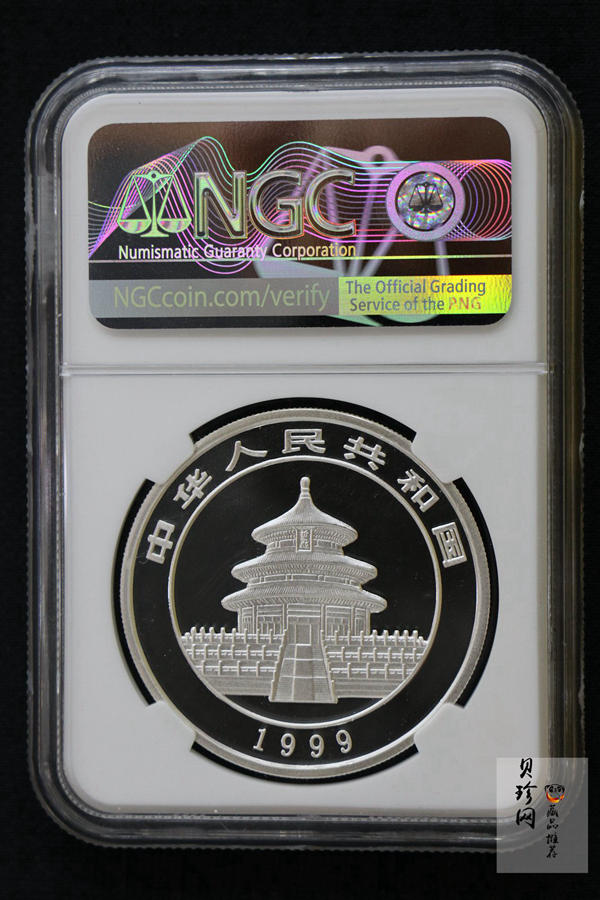 NGC
Numismatic Guaranty Corporation
NGCcoin.com/verify
The Official Grading
Service of the PNG
中华人民共和国
1999
贝珍网
藏品推荐